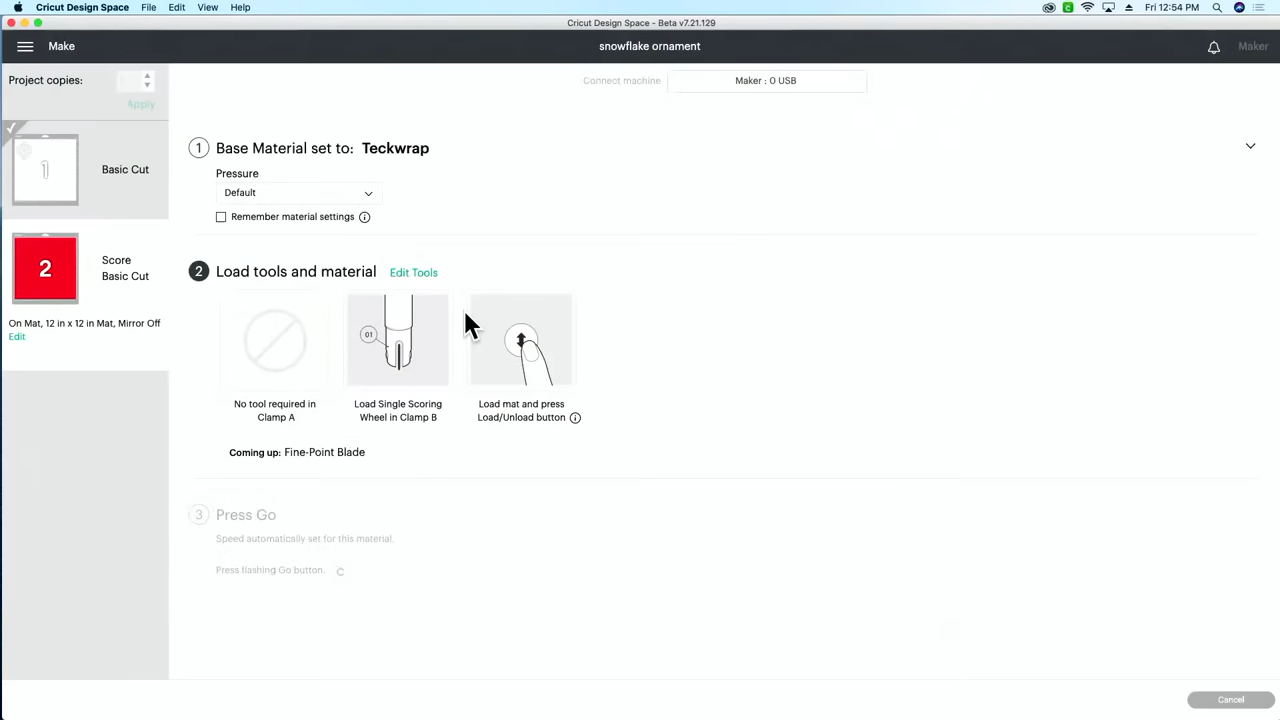 Cricut Design Space File Edit View Help Fri 12:54 PM
Cricut Design Space - Beta v7.21.129
Make snowflake ornament Maker
Project copies:
Apply
Connect machine Maker : 0 USB
1 Basic Cut
2 Score
Basic Cut
On Mat, 12 in x 12 in Mat, Mirror Off
Edit
1 Base Material set to: Teckwrap
Pressure
Default
Remember material settings
2 Load tools and material Edit Tools
01
No tool required in
Clamp A
Load Single Scoring
Wheel in Clamp B
Load mat and press
Load/Unload button
Coming up: Fine-Point Blade
3 Press Go
Speed automatically set for this material.
Press flashing Go button.
Cancel